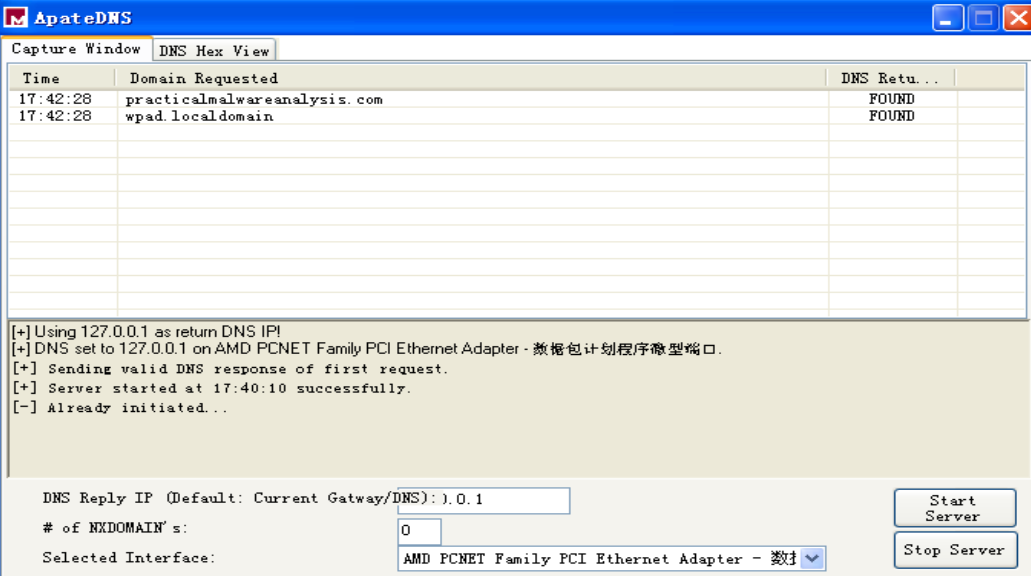 ApateDNS
Capture Window DNS Hex View
Time Domain Requested DNS Retu...
17:42:28 practicalmalwareanalysis.com FOUND
17:42:28 wpad.localdomain FOUND
[+] Using 127.0.0.1 as return DNS IP!
[+] DNS set to 127.0.0.1 on AMD PCNET Family PCI Ethernet Adapter - 数据包计划程序微型端口.
[+] Sending valid DNS response of first request.
[+] Server started at 17:40:10 successfully.
[-] Already initiated...
DNS Reply IP (Default: Current Gatway/DNS): ).0.1
Start Server
# of NXDOMAIN's: 0
Selected Interface: AMD PCNET Family PCI Ethernet Adapter - 数
Stop Server